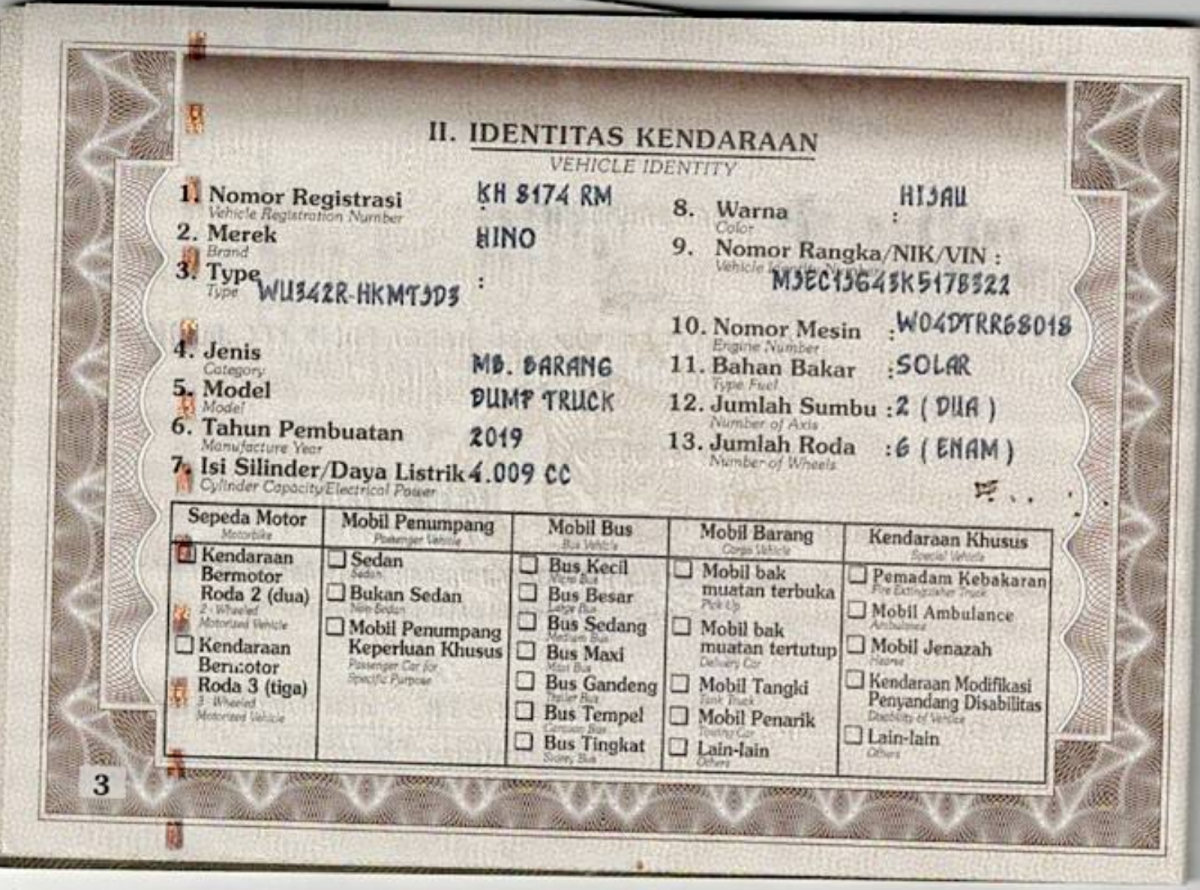 II. IDENTITAS KENDARAAN
VEHICLE IDENTITY
1. Nomor Registrasi KH 8174 RM
Vehicle Registration Number
2. Merek HINO
Brand
3. Type :
Type WU342R-HKMTJD3
4. Jenis MB. BARANG
Category
5. Model DUMP TRUCK
Model
6. Tahun Pembuatan 2019
Manufacture Year
7. Isi Silinder/Daya Listrik 4.009 CC
Cylinder Capacity/Electrical Power
8. Warna : HIJAU
Color
9. Nomor Rangka/NIK/VIN :
MJEC1JG43K5178322
10. Nomor Mesin : W04DTRR68018
Engine Number
11. Bahan Bakar : SOLAR
Type Fuel
12. Jumlah Sumbu : 2 ( DUA )
Number of Axis
13. Jumlah Roda : 6 ( ENAM )
Number of Wheels
Sepeda Motor
Motorbike
Kendaraan
Bermotor
Roda 2 (dua)
2 - Wheeled
Motorized Vehicle
Kendaraan
Bermotor
Roda 3 (tiga)
3 - Wheeled
Motorized Vehicle
Mobil Penumpang
Passenger Vehicle
Sedan
Sedan
Bukan Sedan
Non Sedan
Mobil Penumpang
Keperluan Khusus
Passenger Car for
Specific Purpose
Mobil Bus
Bus Vehicle
Bus Kecil
Micro Bus
Bus Besar
Large Bus
Bus Sedang
Medium Bus
Bus Maxi
Maxi Bus
Bus Gandeng
Trailer Bus
Bus Tempel
Bus Tingkat
Mobil Barang
Cargo Vehicle
Mobil bak
muatan terbuka
Pick Up
Mobil bak
muatan tertutup
Delivery Car
Mobil Tangki
Tank Truck
Mobil Penarik
Towing Car
Lain-lain
Others
Kendaraan Khusus
Special Vehicle
Pemadam Kebakaran
Fire Extinguisher Truck
Mobil Ambulance
Ambulance
Mobil Jenazah
Hearse
Kendaraan Modifikasi
Penyandang Disabilitas
Disability of Vehicle
Lain-lain
Others
3